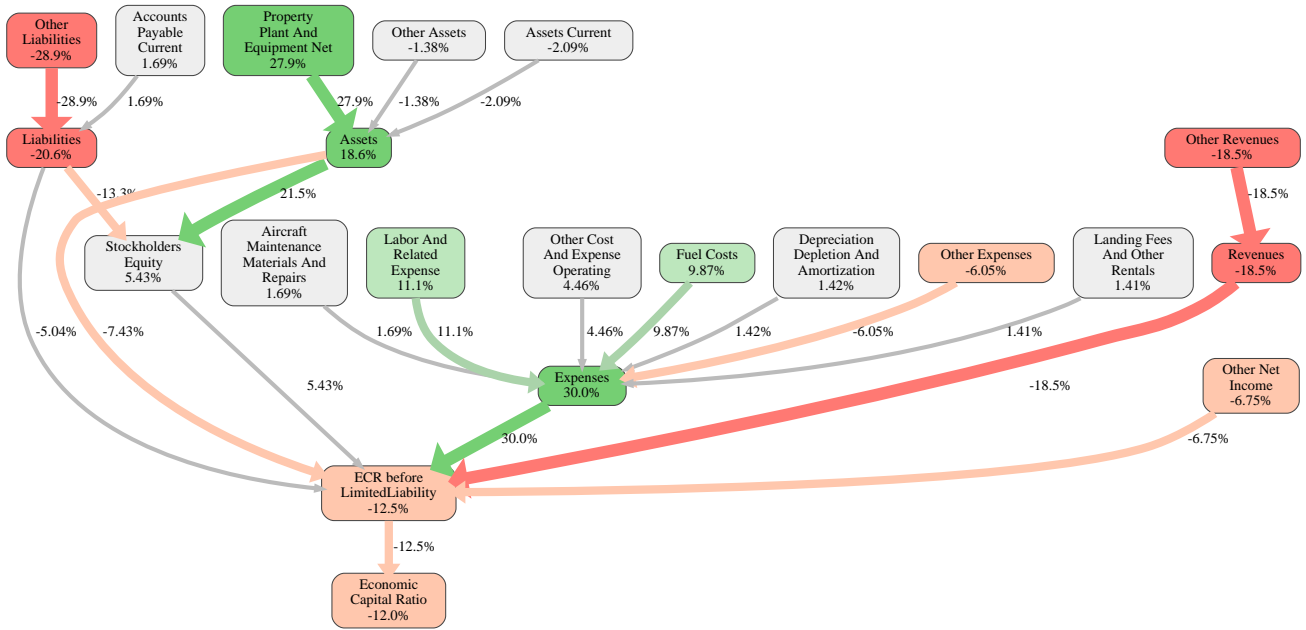 Other
Liabilities
-28.9%
Accounts
Payable
Current
1.69%
Property
Plant And
Equipment Net
27.9%
Other Assets
-1.38%
Assets Current
-2.09%
-28.9%
1.69%
27.9%
-1.38%
-2.09%
Liabilities
-20.6%
Assets
18.6%
Other Revenues
-18.5%
-13.3%
21.5%
-18.5%
Stockholders
Equity
5.43%
Aircraft
Maintenance
Materials And
Repairs
1.69%
Labor And
Related
Expense
11.1%
Other Cost
And Expense
Operating
4.46%
Fuel Costs
9.87%
Depreciation
Depletion And
Amortization
1.42%
Other Expenses
-6.05%
Landing Fees
And Other
Rentals
1.41%
Revenues
-18.5%
-5.04%
-7.43%
1.69%
11.1%
4.46%
9.87%
1.42%
-6.05%
1.41%
5.43%
Expenses
30.0%
-18.5%
Other Net
Income
-6.75%
30.0%
-6.75%
ECR before
LimitedLiability
-12.5%
-12.5%
Economic
Capital Ratio
-12.0%